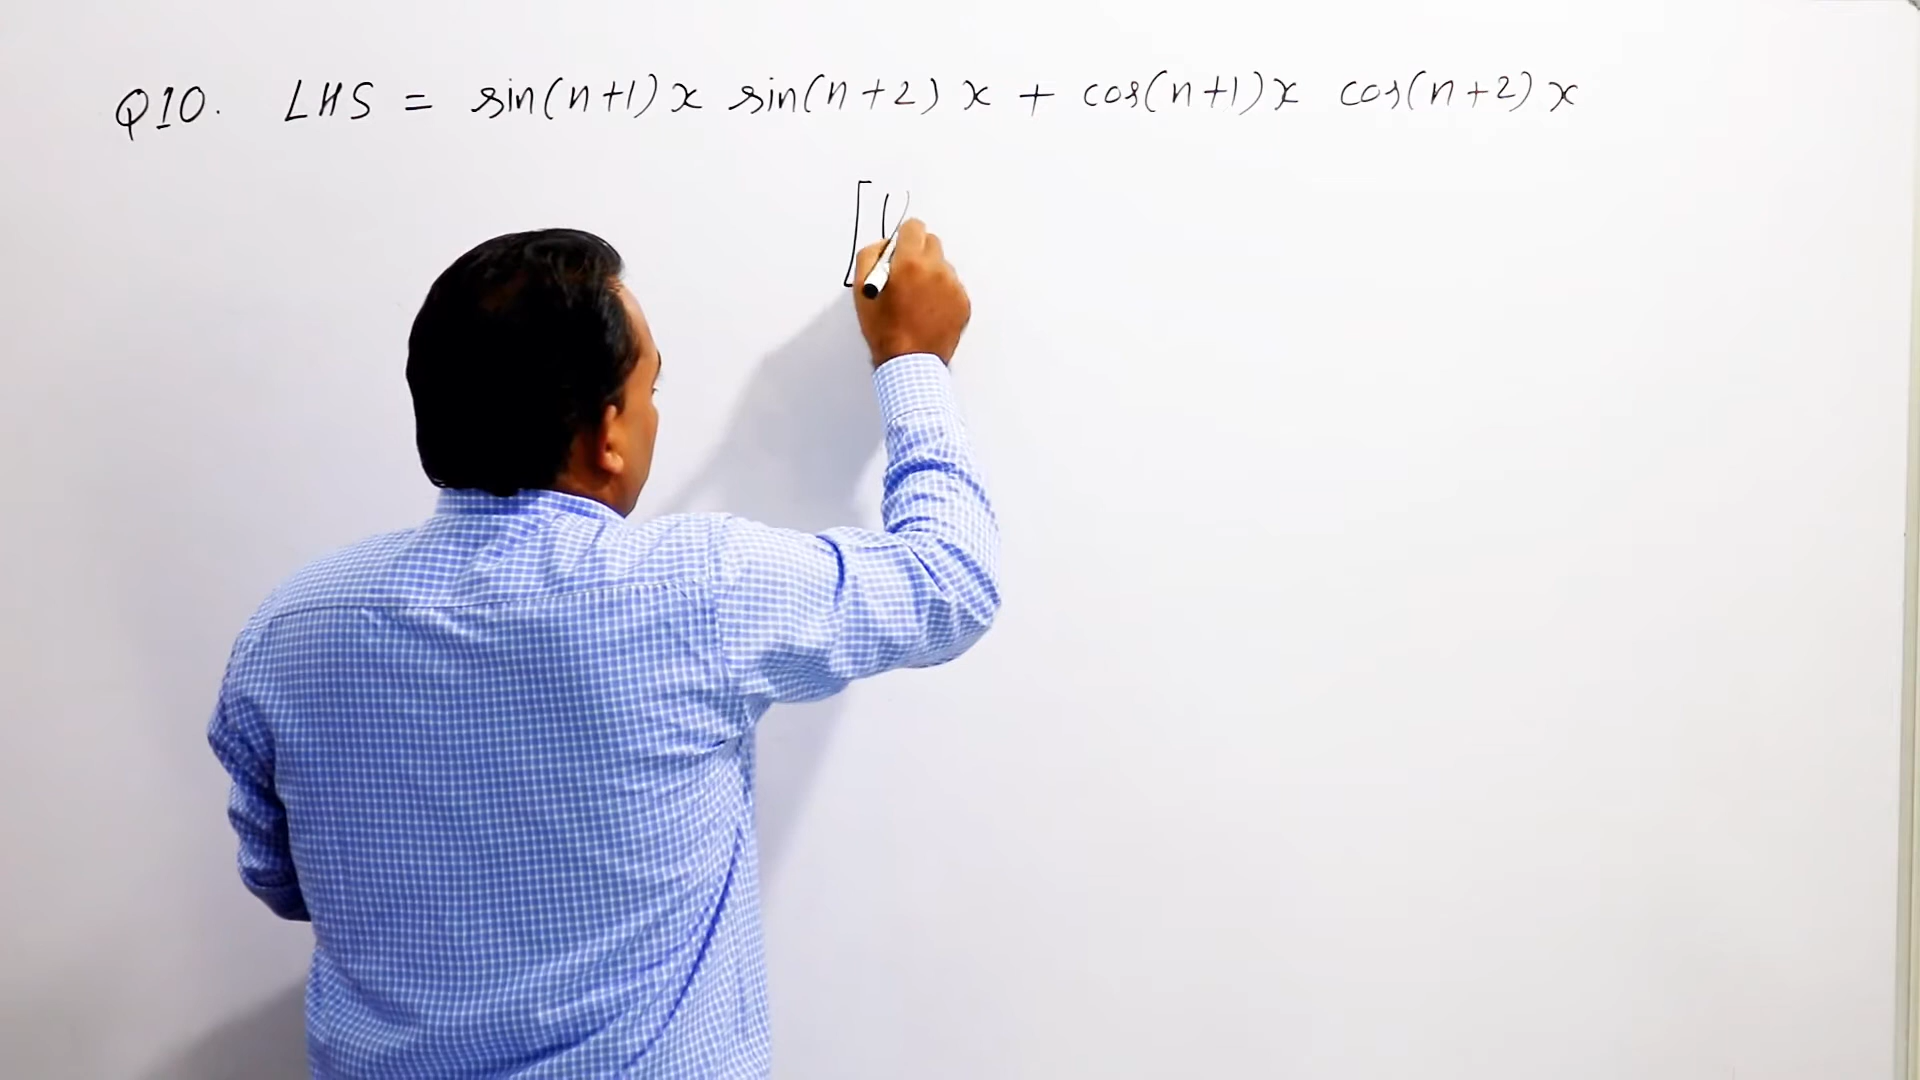 Q10. LHS = sin(n+1)x sin(n+2)x + cos(n+1)x cos(n+2)x
[